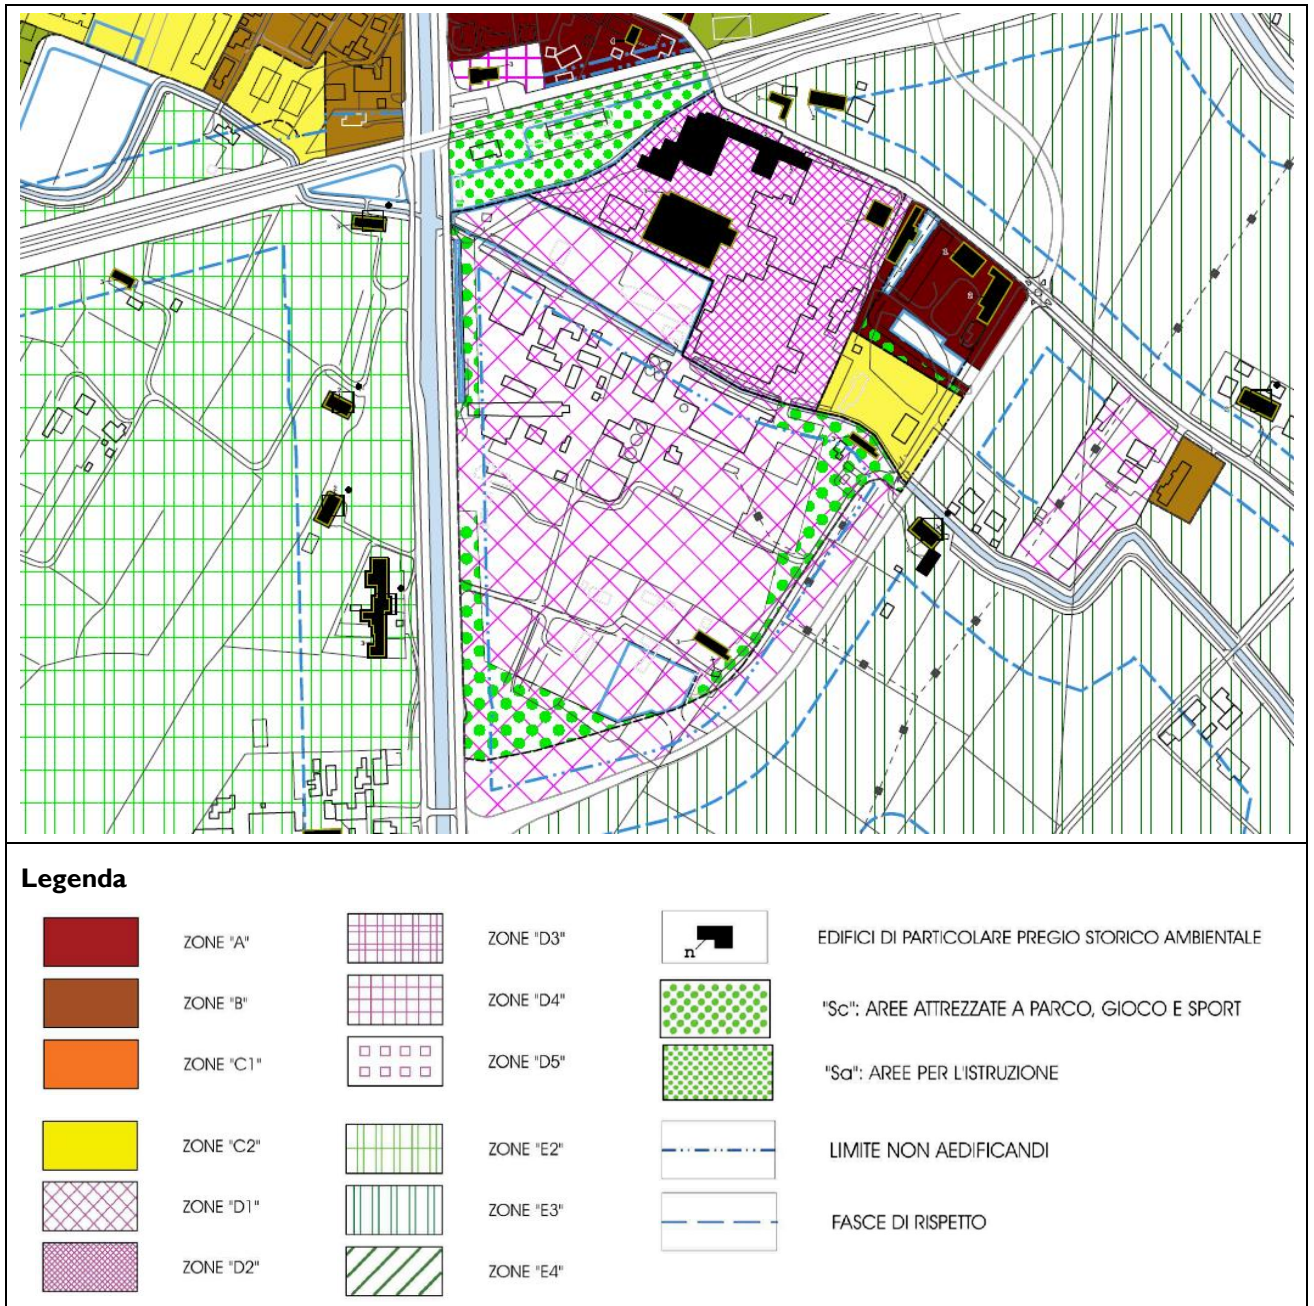 Legenda
ZONE "A"
ZONE "B"
ZONE "C1"
ZONE "C2"
ZONE "D1"
ZONE "D2"
ZONE "D3"
ZONE "D4"
ZONE "D5"
ZONE "E2"
ZONE "E3"
ZONE "E4"
n
EDIFICI DI PARTICOLARE PREGIO STORICO AMBIENTALE
"Sc": AREE ATTREZZATE A PARCO, GIOCO E SPORT
"Sa": AREE PER L'ISTRUZIONE
LIMITE NON AEDIFICANDI
FASCE DI RISPETTO